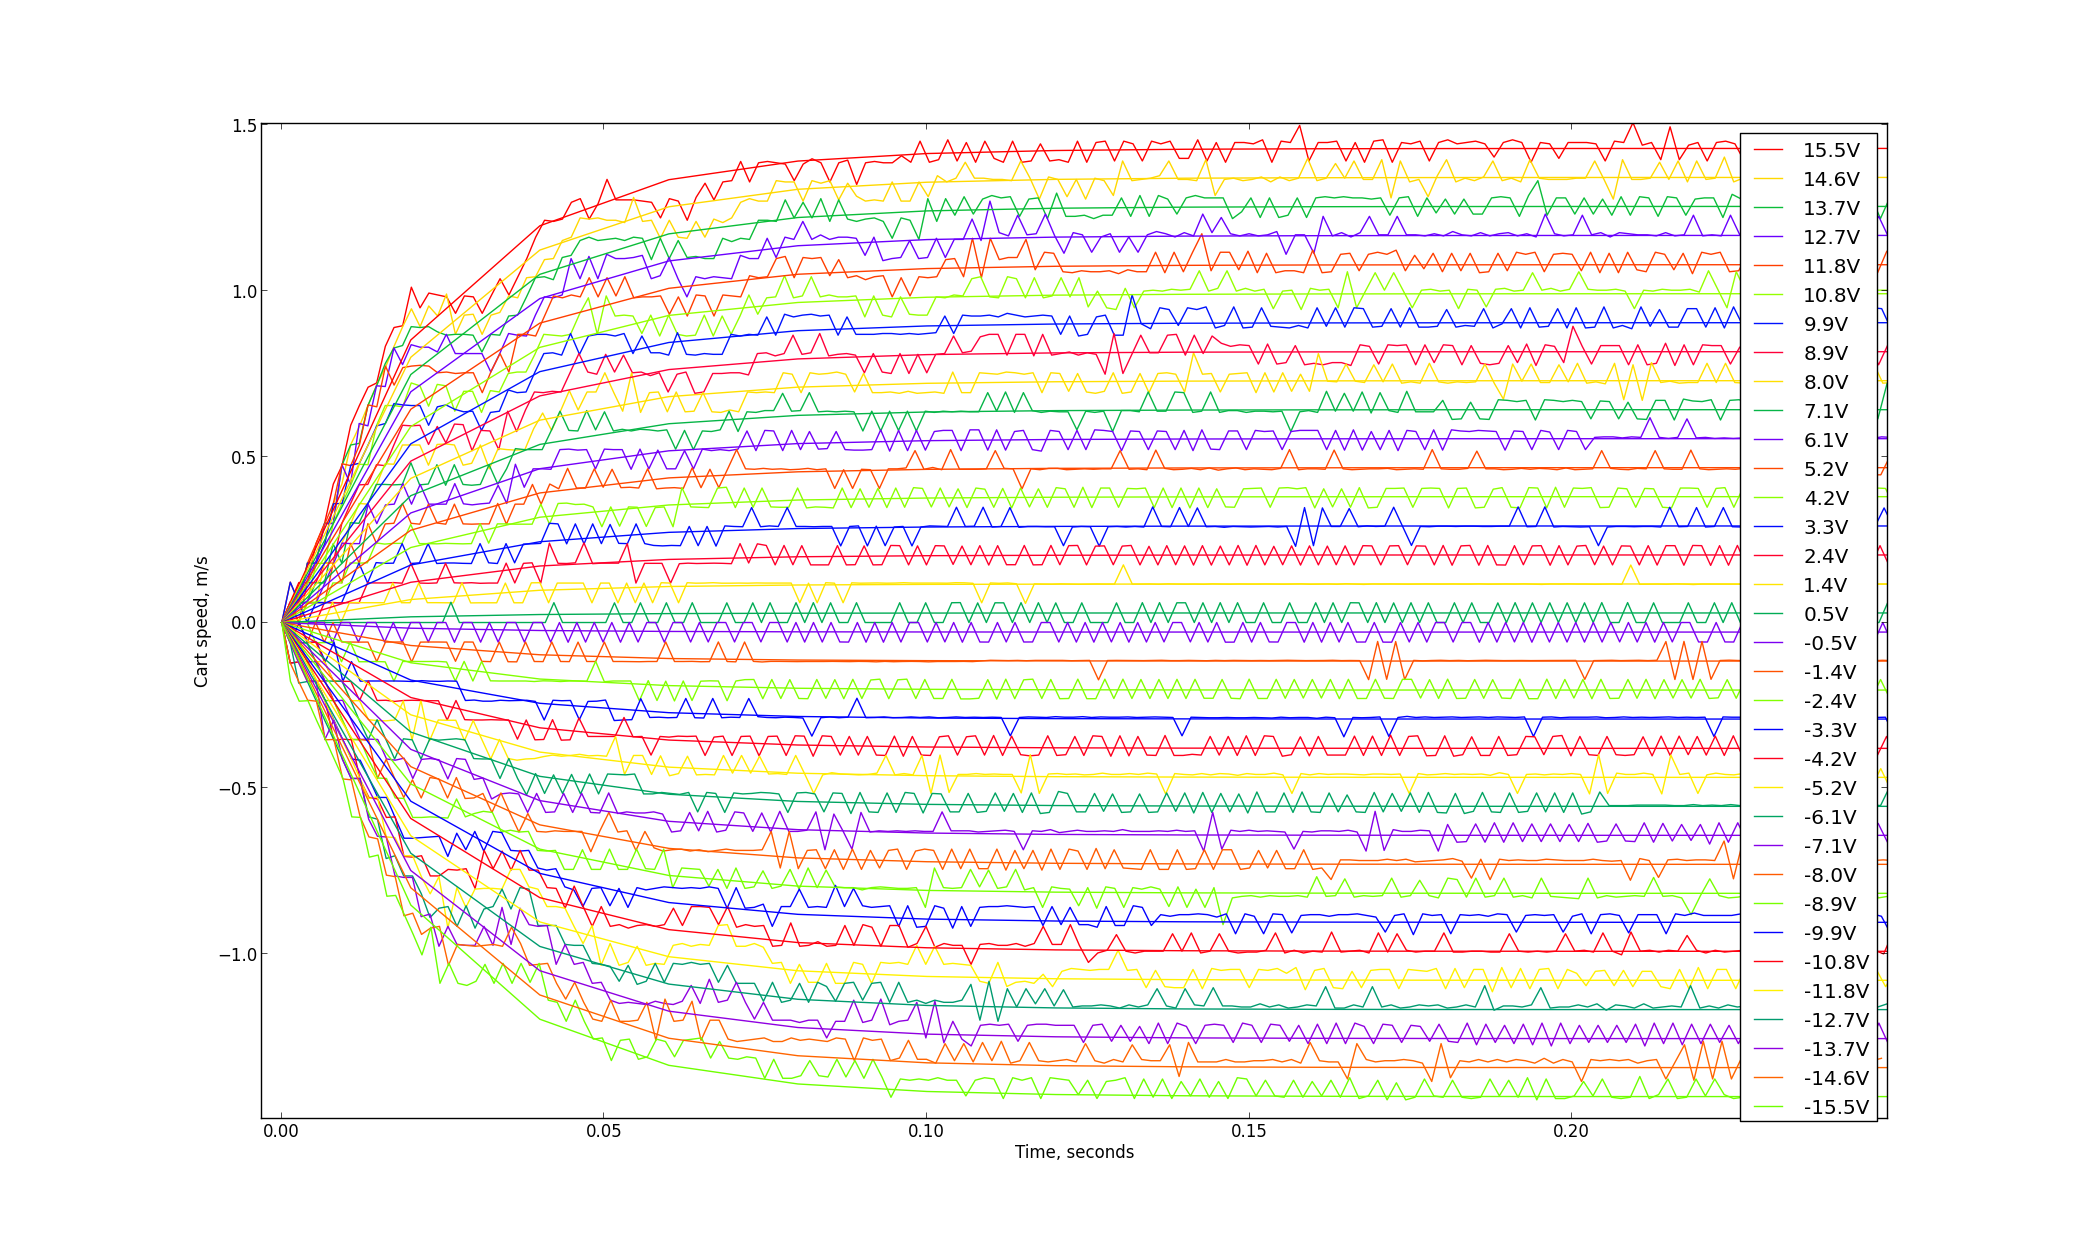 1.5
1.0
0.5
0.0
−0.5
−1.0
Cart speed, m/s
0.00 0.05 0.10 0.15 0.20
Time, seconds
15.5V
14.6V
13.7V
12.7V
11.8V
10.8V
9.9V
8.9V
8.0V
7.1V
6.1V
5.2V
4.2V
3.3V
2.4V
1.4V
0.5V
-0.5V
-1.4V
-2.4V
-3.3V
-4.2V
-5.2V
-6.1V
-7.1V
-8.0V
-8.9V
-9.9V
-10.8V
-11.8V
-12.7V
-13.7V
-14.6V
-15.5V